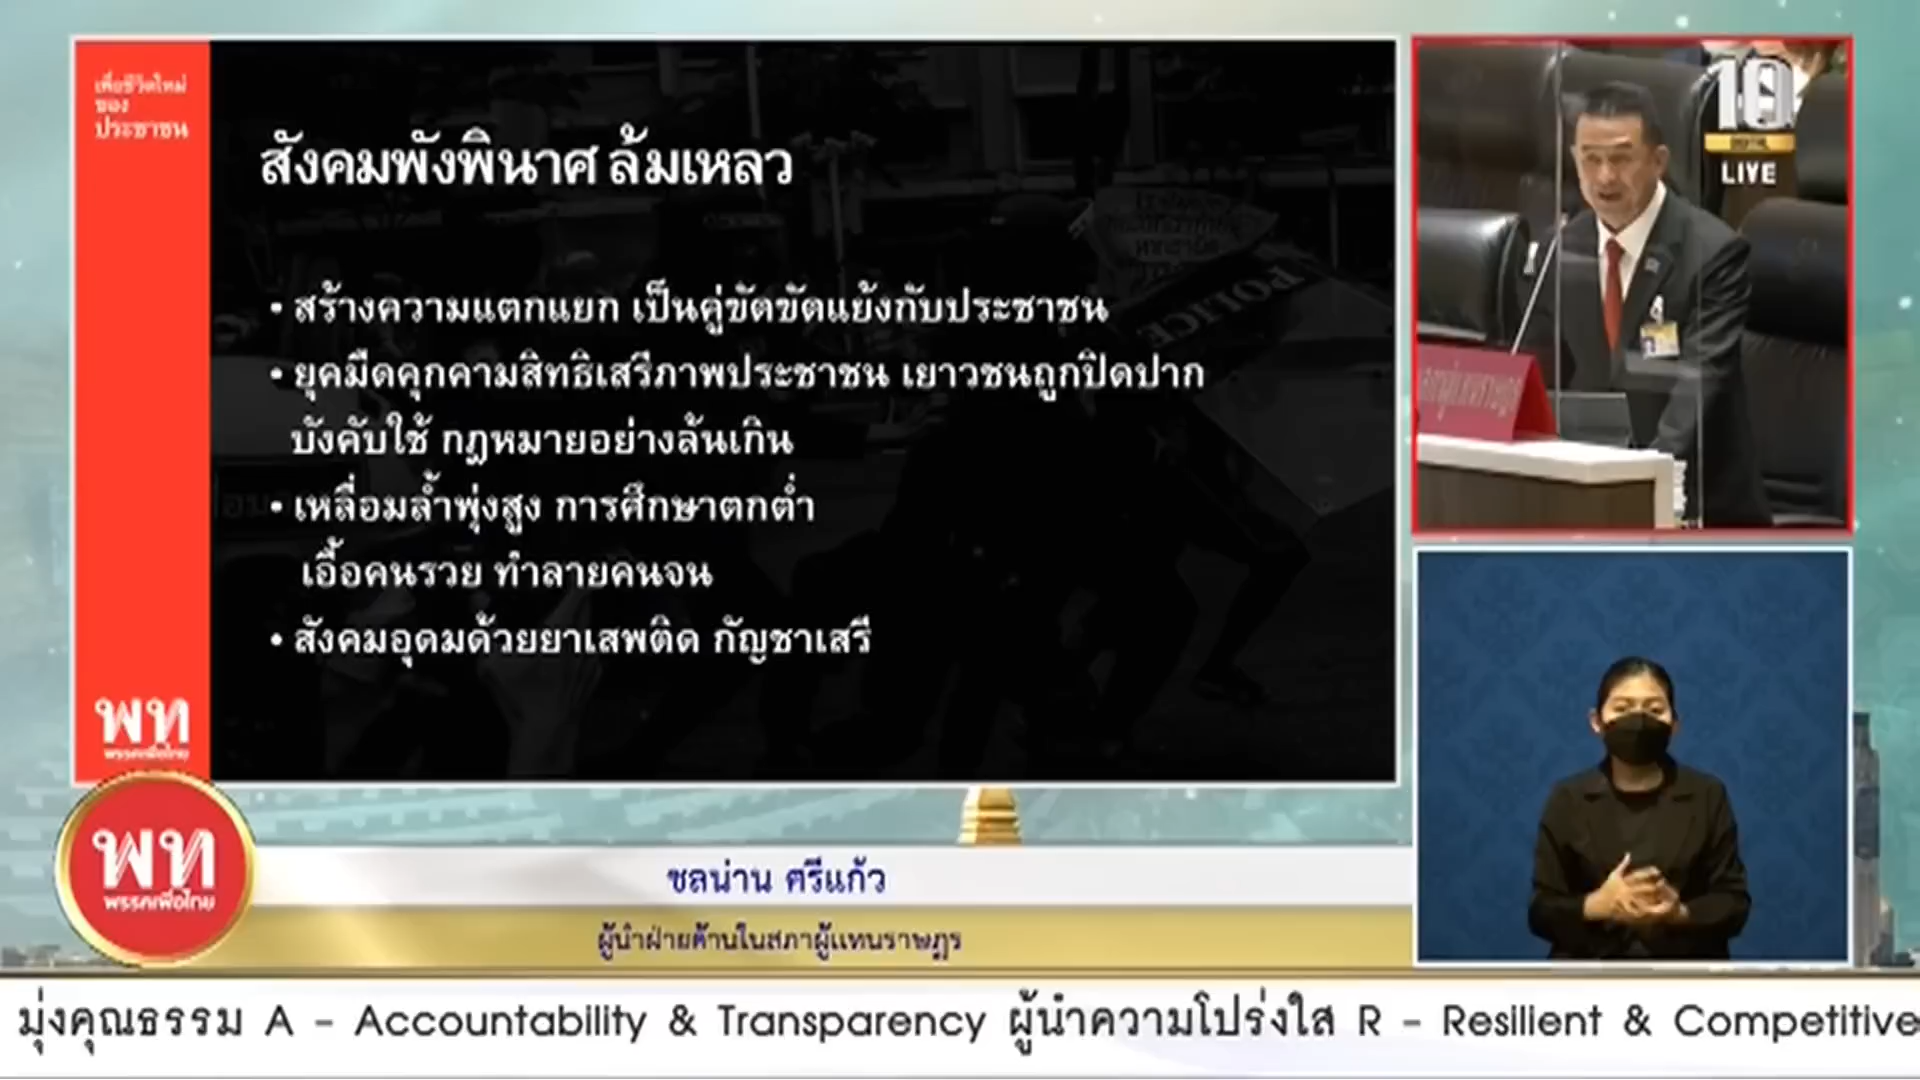 เพื่อชีวิตใหม่
ของ
ประชาชน
สังคมพังพินาศ ล้มเหลว
• สร้างความแตกแยก เป็นคู่ขัดขัดแย้งกับประชาชน
• ยุคมืดคุกคามสิทธิเสรีภาพประชาชน เยาวชนถูกปิดปาก
บังคับใช้ กฎหมายอย่างล้นเกิน
• เหลื่อมล้ำพุ่งสูง การศึกษาตกต่ำ
เอื้อคนรวย ทำลายคนจน
• สังคมอุดมด้วยยาเสพติด กัญชาเสรี
POLICE
พท
พรรคเพื่อไทย
10
LIVE
พท
พรรคเพื่อไทย
ชลน่าน ศรีแก้ว
ผู้นำฝ่ายค้านในสภาผู้แทนราษฎร
มุ่งคุณธรรม A - Accountability & Transparency ผู้นำความโปร่งใส R - Resilient & Competitive